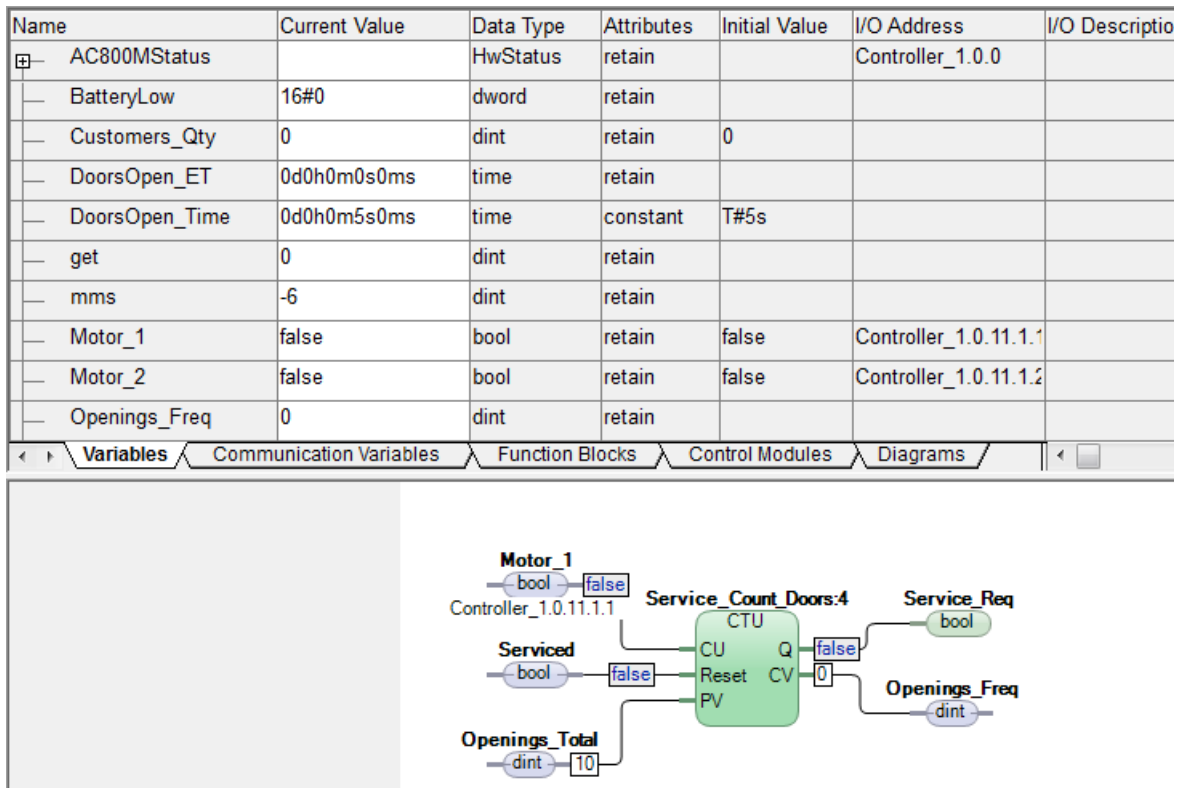 Name Current Value Data Type Attributes Initial Value I/O Address I/O Descriptio
AC800MStatus HwStatus retain Controller_1.0.0
BatteryLow 16#0 dword retain
Customers_Qty 0 dint retain 0
DoorsOpen_ET 0d0h0m0s0ms time retain
DoorsOpen_Time 0d0h0m5s0ms time constant T#5s
get 0 dint retain
mms -6 dint retain
Motor_1 false bool retain false Controller_1.0.11.1.1
Motor_2 false bool retain false Controller_1.0.11.1.2
Openings_Freq 0 dint retain
Variables Communication Variables Function Blocks Control Modules Diagrams
Motor_1
bool false
Controller_1.0.11.1.1
Service_Count_Doors:4 Service_Req
CTU bool
Serviced CU Q false
bool false Reset CV 0
PV Openings_Freq
dint
Openings_Total
dint 10